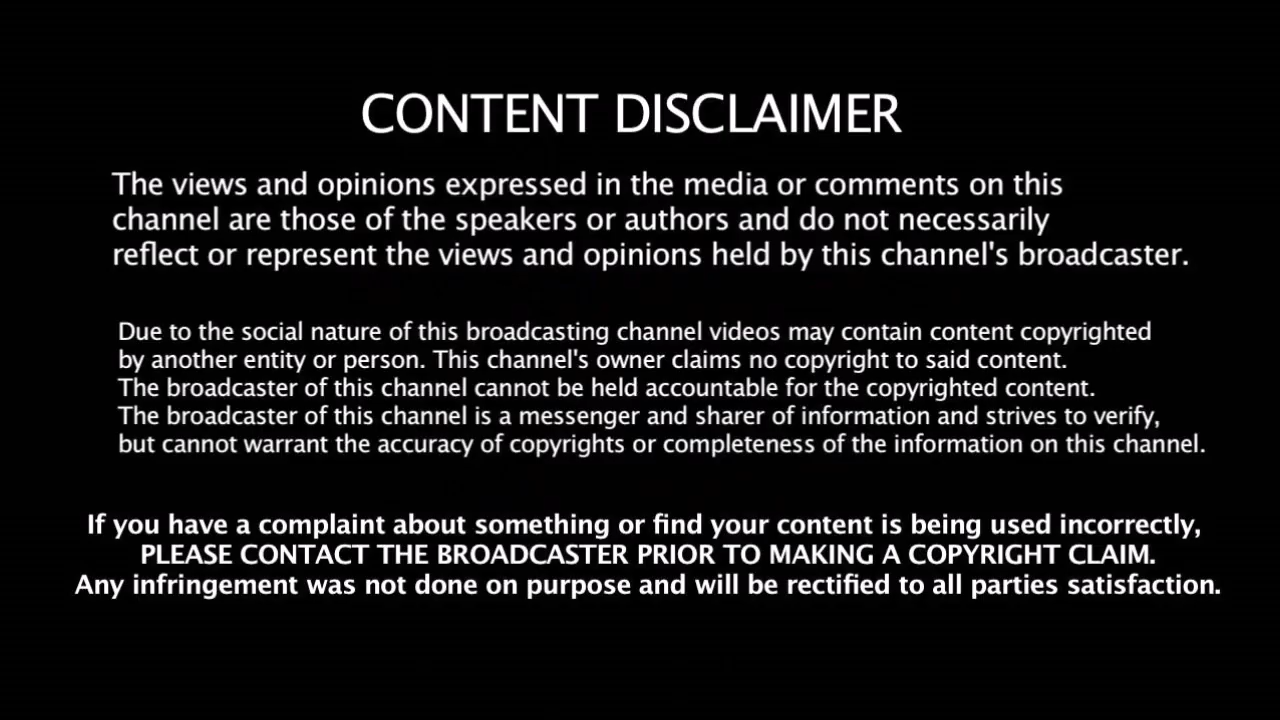 CONTENT DISCLAIMER
The views and opinions expressed in the media or comments on this
channel are those of the speakers or authors and do not necessarily
reflect or represent the views and opinions held by this channel's broadcaster.
Due to the social nature of this broadcasting channel videos may contain content copyrighted
by another entity or person. This channel's owner claims no copyright to said content.
The broadcaster of this channel cannot be held accountable for the copyrighted content.
The broadcaster of this channel is a messenger and sharer of information and strives to verify,
but cannot warrant the accuracy of copyrights or completeness of the information on this channel.
If you have a complaint about something or find your content is being used incorrectly,
PLEASE CONTACT THE BROADCASTER PRIOR TO MAKING A COPYRIGHT CLAIM.
Any infringement was not done on purpose and will be rectified to all parties satisfaction.